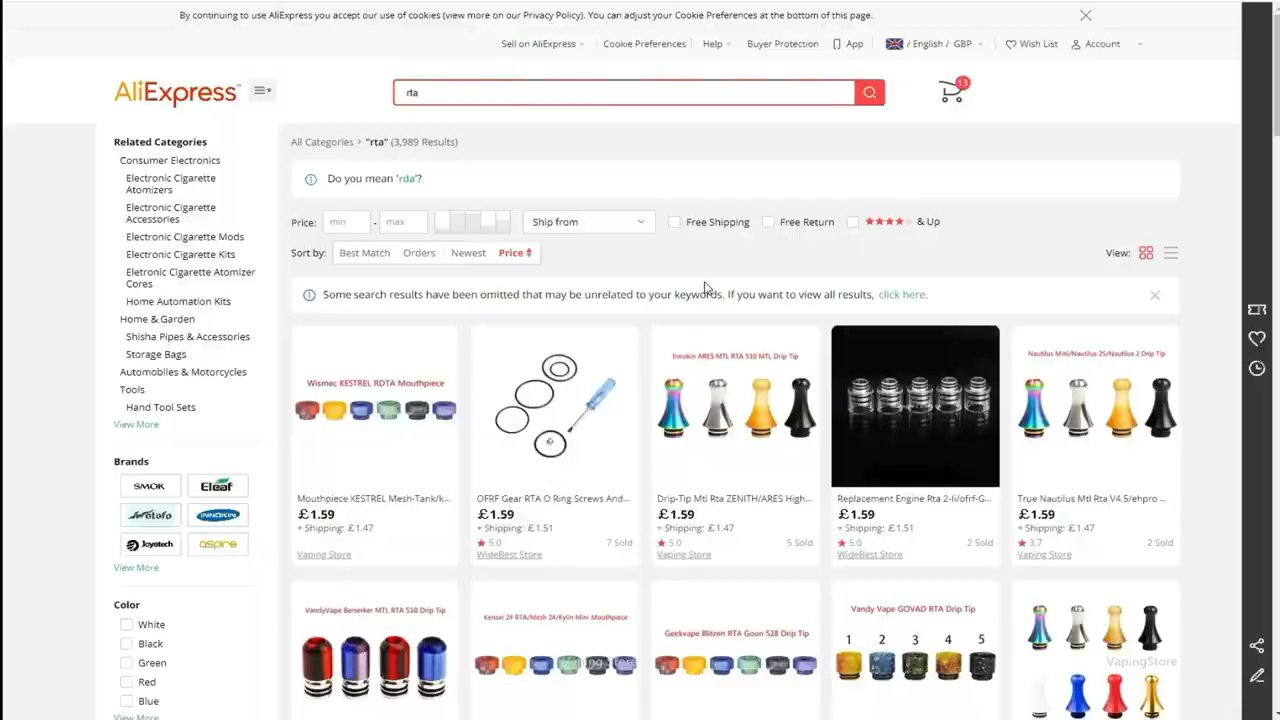 By continuing to use AliExpress you accept our use of cookies (view more on our Privacy Policy). You can adjust your Cookie Preferences at the bottom of this page.
Sell on AliExpress Cookie Preferences Help Buyer Protection App / English / GBP Wish List Account
AliExpress
rta
13
Related Categories
Consumer Electronics
Electronic Cigarette
Atomizers
Electronic Cigarette
Accessories
Electronic Cigarette Mods
Eletronic Cigarette Kits
Eletronic Cigarette Atomizer
Cores
Home Automation Kits
Home & Garden
Shisha Pipes & Accessories
Storage Bags
Automobiles & Motorcycles
Tools
Hand Tool Sets
View More
Brands
SMOK Eleaf
Wotofo INNOKIN
Joyetech aspire
View More
Color
White
Black
Green
Red
Blue
View More
All Categories > "rta" (3,989 Results)
Do you mean 'rda'?
Price: min - max Ship from Free Shipping Free Return & Up
Sort by: Best Match Orders Newest Price View:
Some search results have been omitted that may be unrelated to your keywords. If you want to view all results, click here.
Wismec KESTREL RDTA Mouthpiece
Mouthpiece KESTREL Mesh-Tank/k...
£1.59
+ Shipping: £1.47
Vaping Store
OFRF Gear RTA O Ring Screws And...
£1.59
+ Shipping: £1.51
5.0 7 Sold
WideBest Store
Innokin ARES MTL RTA 510 MTL Drip Tip
Drip-Tip Mtl Rta ZENITH/ARES High...
£1.59
+ Shipping: £1.47
5.0 5 Sold
Vaping Store
Replacement Engine Rta 2-li/ofrf-G...
£1.59
+ Shipping: £1.51
5.0 2 Sold
WideBest Store
Nautilus Mini/Nautilus 2S/Nautilus 2 Drip Tip
True Nautilus Mtl Rta V4.5/ehpro ...
£1.59
+ Shipping: £1.47
3.7 2 Sold
Vaping Store
VandyVape Berserker MTL RTA 510 Drip Tip
Kensei 24 RTA/Mesh 24/Kylin Mini Mouthpiece
Vaping Store
Geekvape Blitzen RTA Goon 528 Drip Tip
Vandy Vape GOVAD RTA Drip Tip
1 2 3 4 5
VapingStore